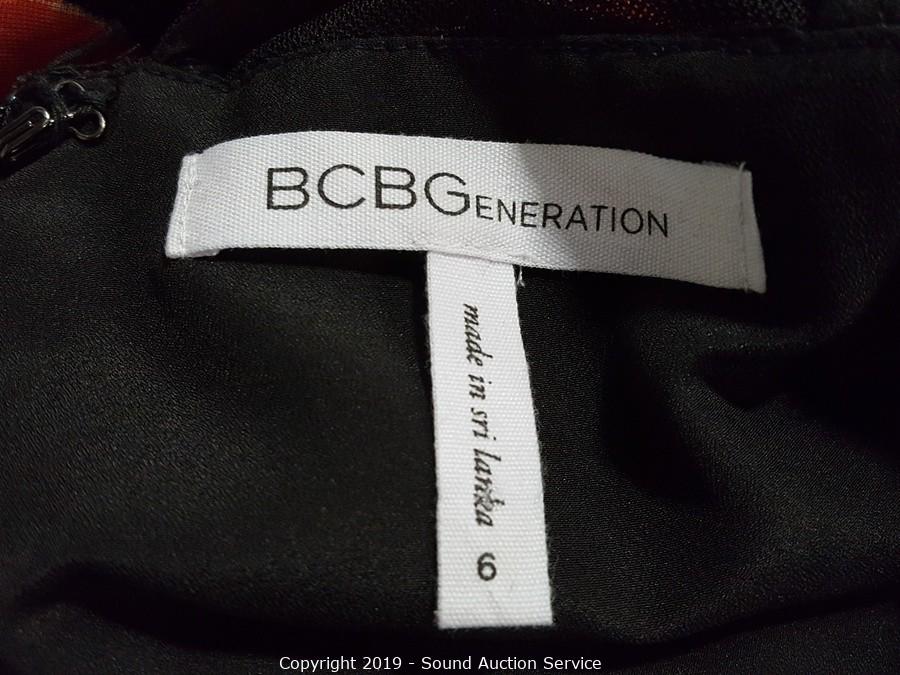 BCBGENERATION
made in sri lanka
6
Copyright 2019 - Sound Auction Service